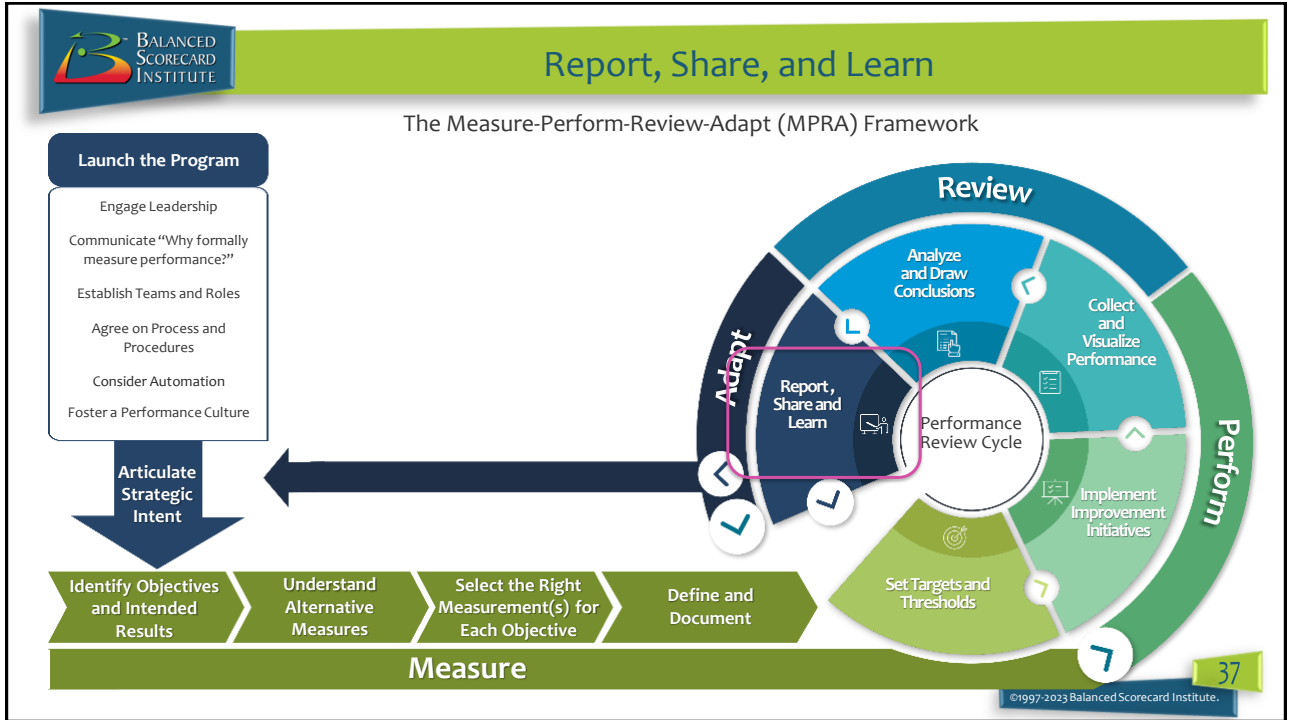 BALANCED
SCORECARD
INSTITUTE
Report, Share, and Learn
The Measure-Perform-Review-Adapt (MPRA) Framework
Launch the Program
Engage Leadership
Communicate “Why formally
measure performance?”
Establish Teams and Roles
Agree on Process and
Procedures
Consider Automation
Foster a Performance Culture
Articulate
Strategic
Intent
Identify Objectives
and Intended
Results
Understand
Alternative
Measures
Select the Right
Measurement(s) for
Each Objective
Define and
Document
Measure
Set Targets and
Thresholds
Implement
Improvement
Initiatives
Perform
Collect
and
Visualize
Performance
Review
Analyze
and Draw
Conclusions
Adapt
Report ,
Share and
Learn
Performance
Review Cycle
37
©1997-2023 Balanced Scorecard Institute.